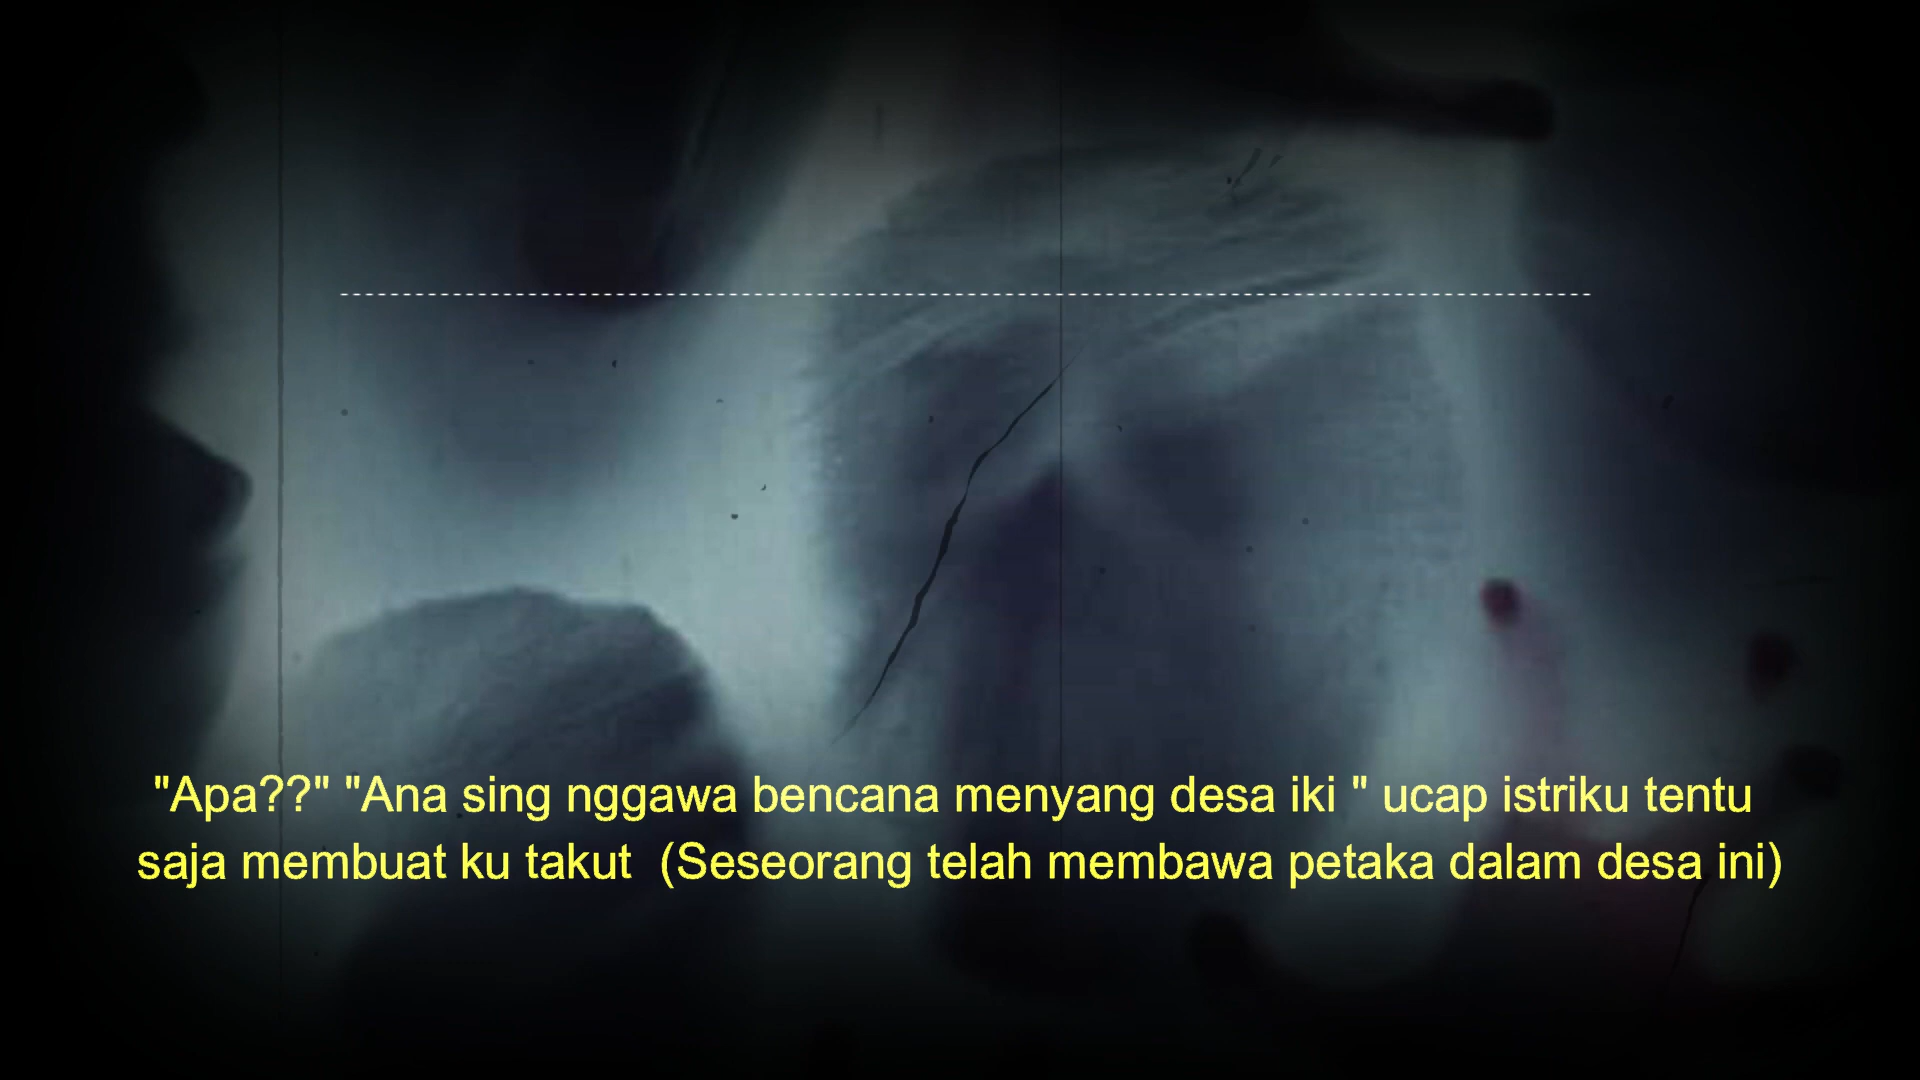 "Apa??" "Ana sing nggawa bencana menyang desa iki " ucap istriku tentu
saja membuat ku takut  (Seseorang telah membawa petaka dalam desa ini)